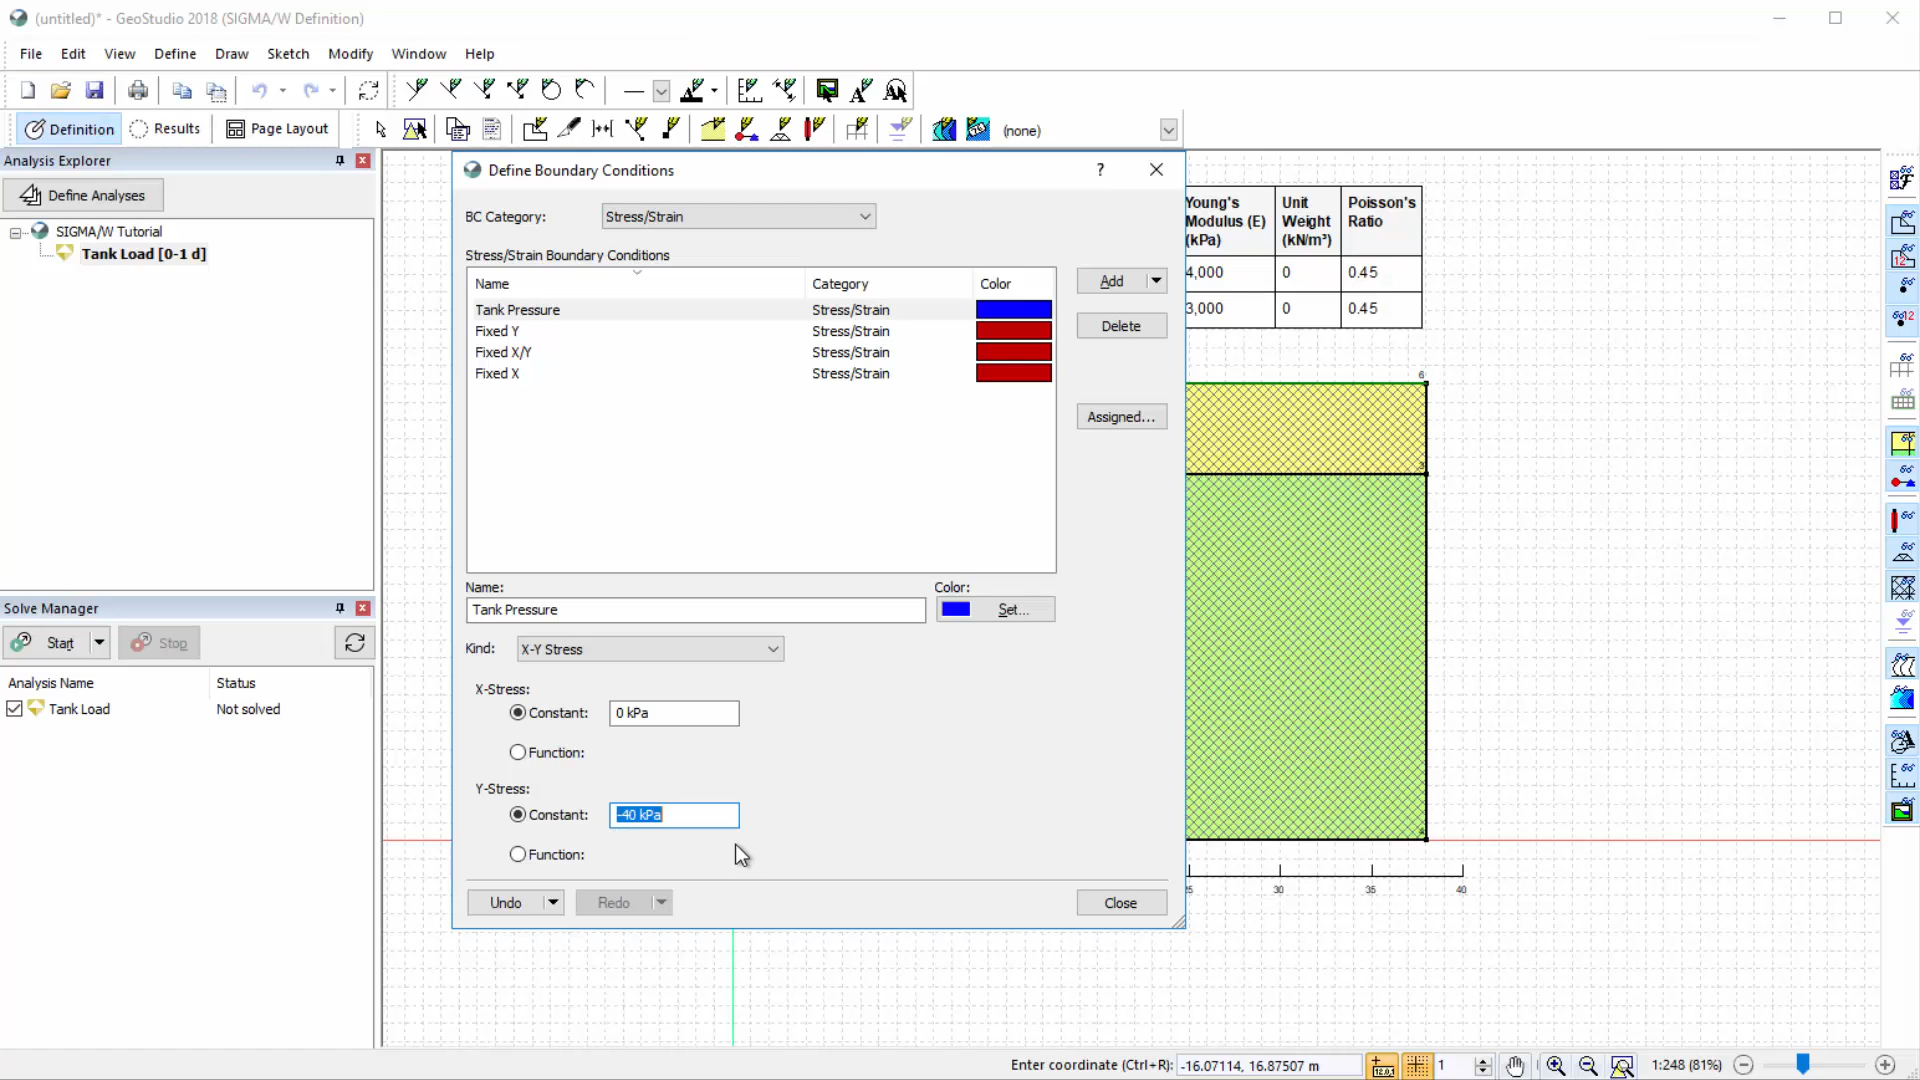 (untitled)* - GeoStudio 2018 (SIGMA/W Definition)
File Edit View Define Draw Sketch Modify Window Help
Definition Results Page Layout (none)
Analysis Explorer
Define Analyses
SIGMA/W Tutorial
Tank Load [0-1 d]
Solve Manager
Start Stop
Analysis Name Status
Tank Load Not solved
Define Boundary Conditions ?
BC Category: Stress/Strain
Stress/Strain Boundary Conditions
Name Category Color
Tank Pressure Stress/Strain
Fixed Y Stress/Strain
Fixed X/Y Stress/Strain
Fixed X Stress/Strain
Add
Delete
Assigned...
Name: Color:
Tank Pressure Set...
Kind: X-Y Stress
X-Stress:
Constant: 0 kPa
Function:
Y-Stress:
Constant: -40 kPa
Function:
Undo Redo Close
Young's Modulus (E) (kPa) Unit Weight (kN/m³) Poisson's Ratio
4,000 0 0.45
3,000 0 0.45
6
3
4
30 35 40
Enter coordinate (Ctrl+R): -16.07114, 16.87507 m 1 1:248 (81%)